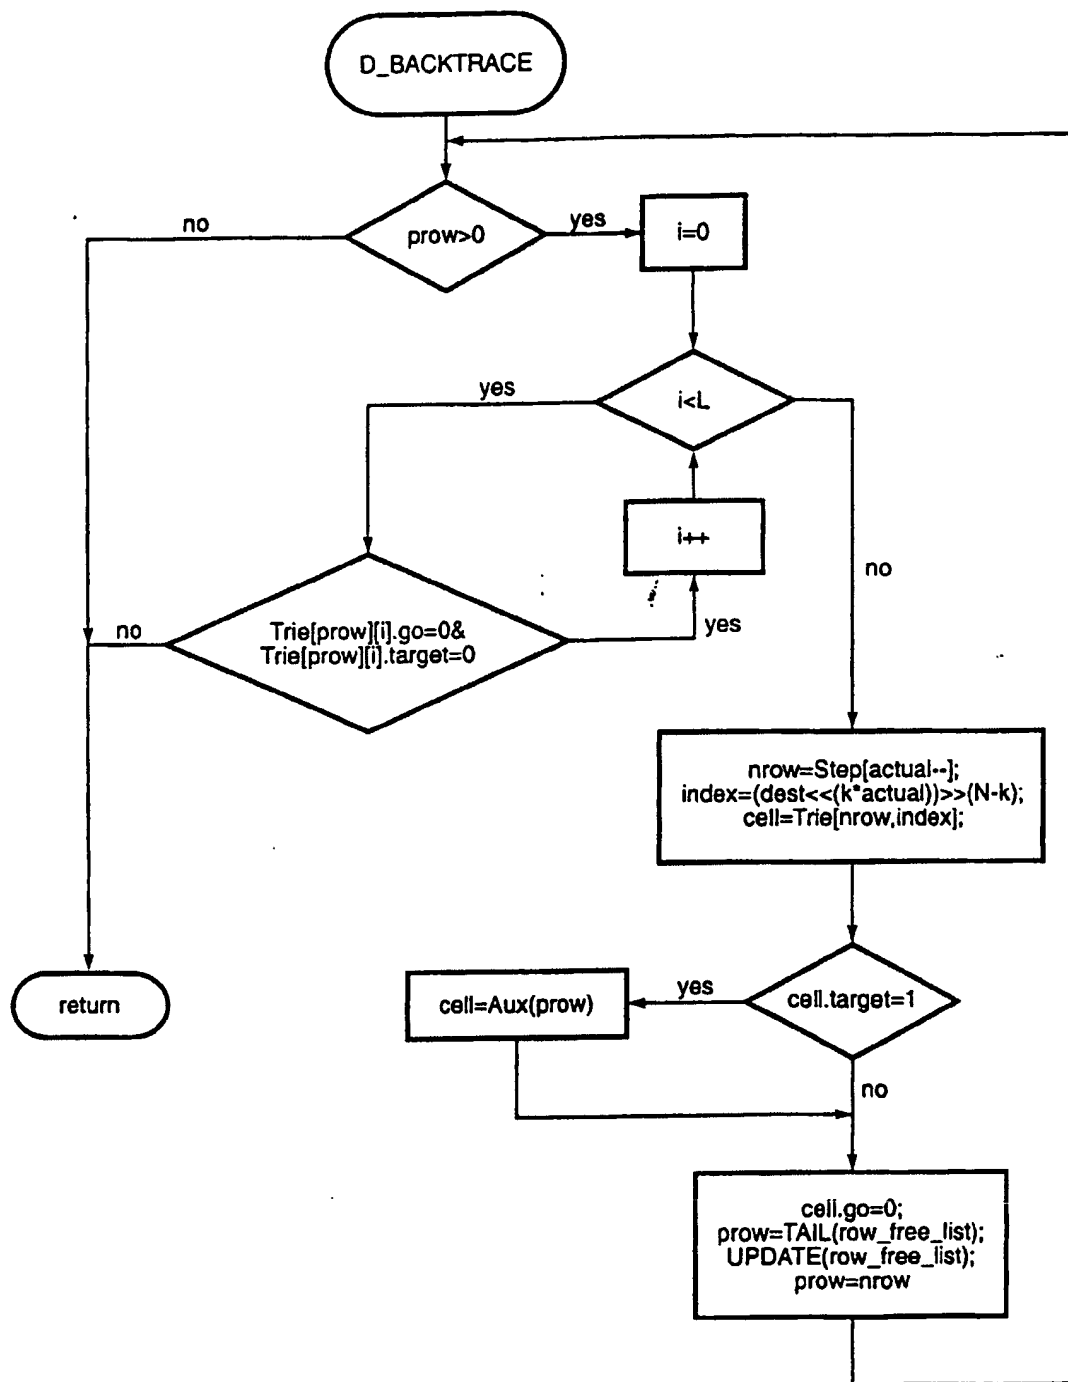 D_BACKTRACE
no
prow>0
yes
i=0
yes
i<L
i++
no
no
Trie[prow][i].go=0&
Trie[prow][i].target=0
yes
nrow=Step[actual--];
index=(dest<<(k*actual))>>(N-k);
cell=Trie[nrow,index];
return
cell=Aux(prow)
yes
cell.target=1
no
cell.go=0;
prow=TAIL(row_free_list);
UPDATE(row_free_list);
prow=nrow